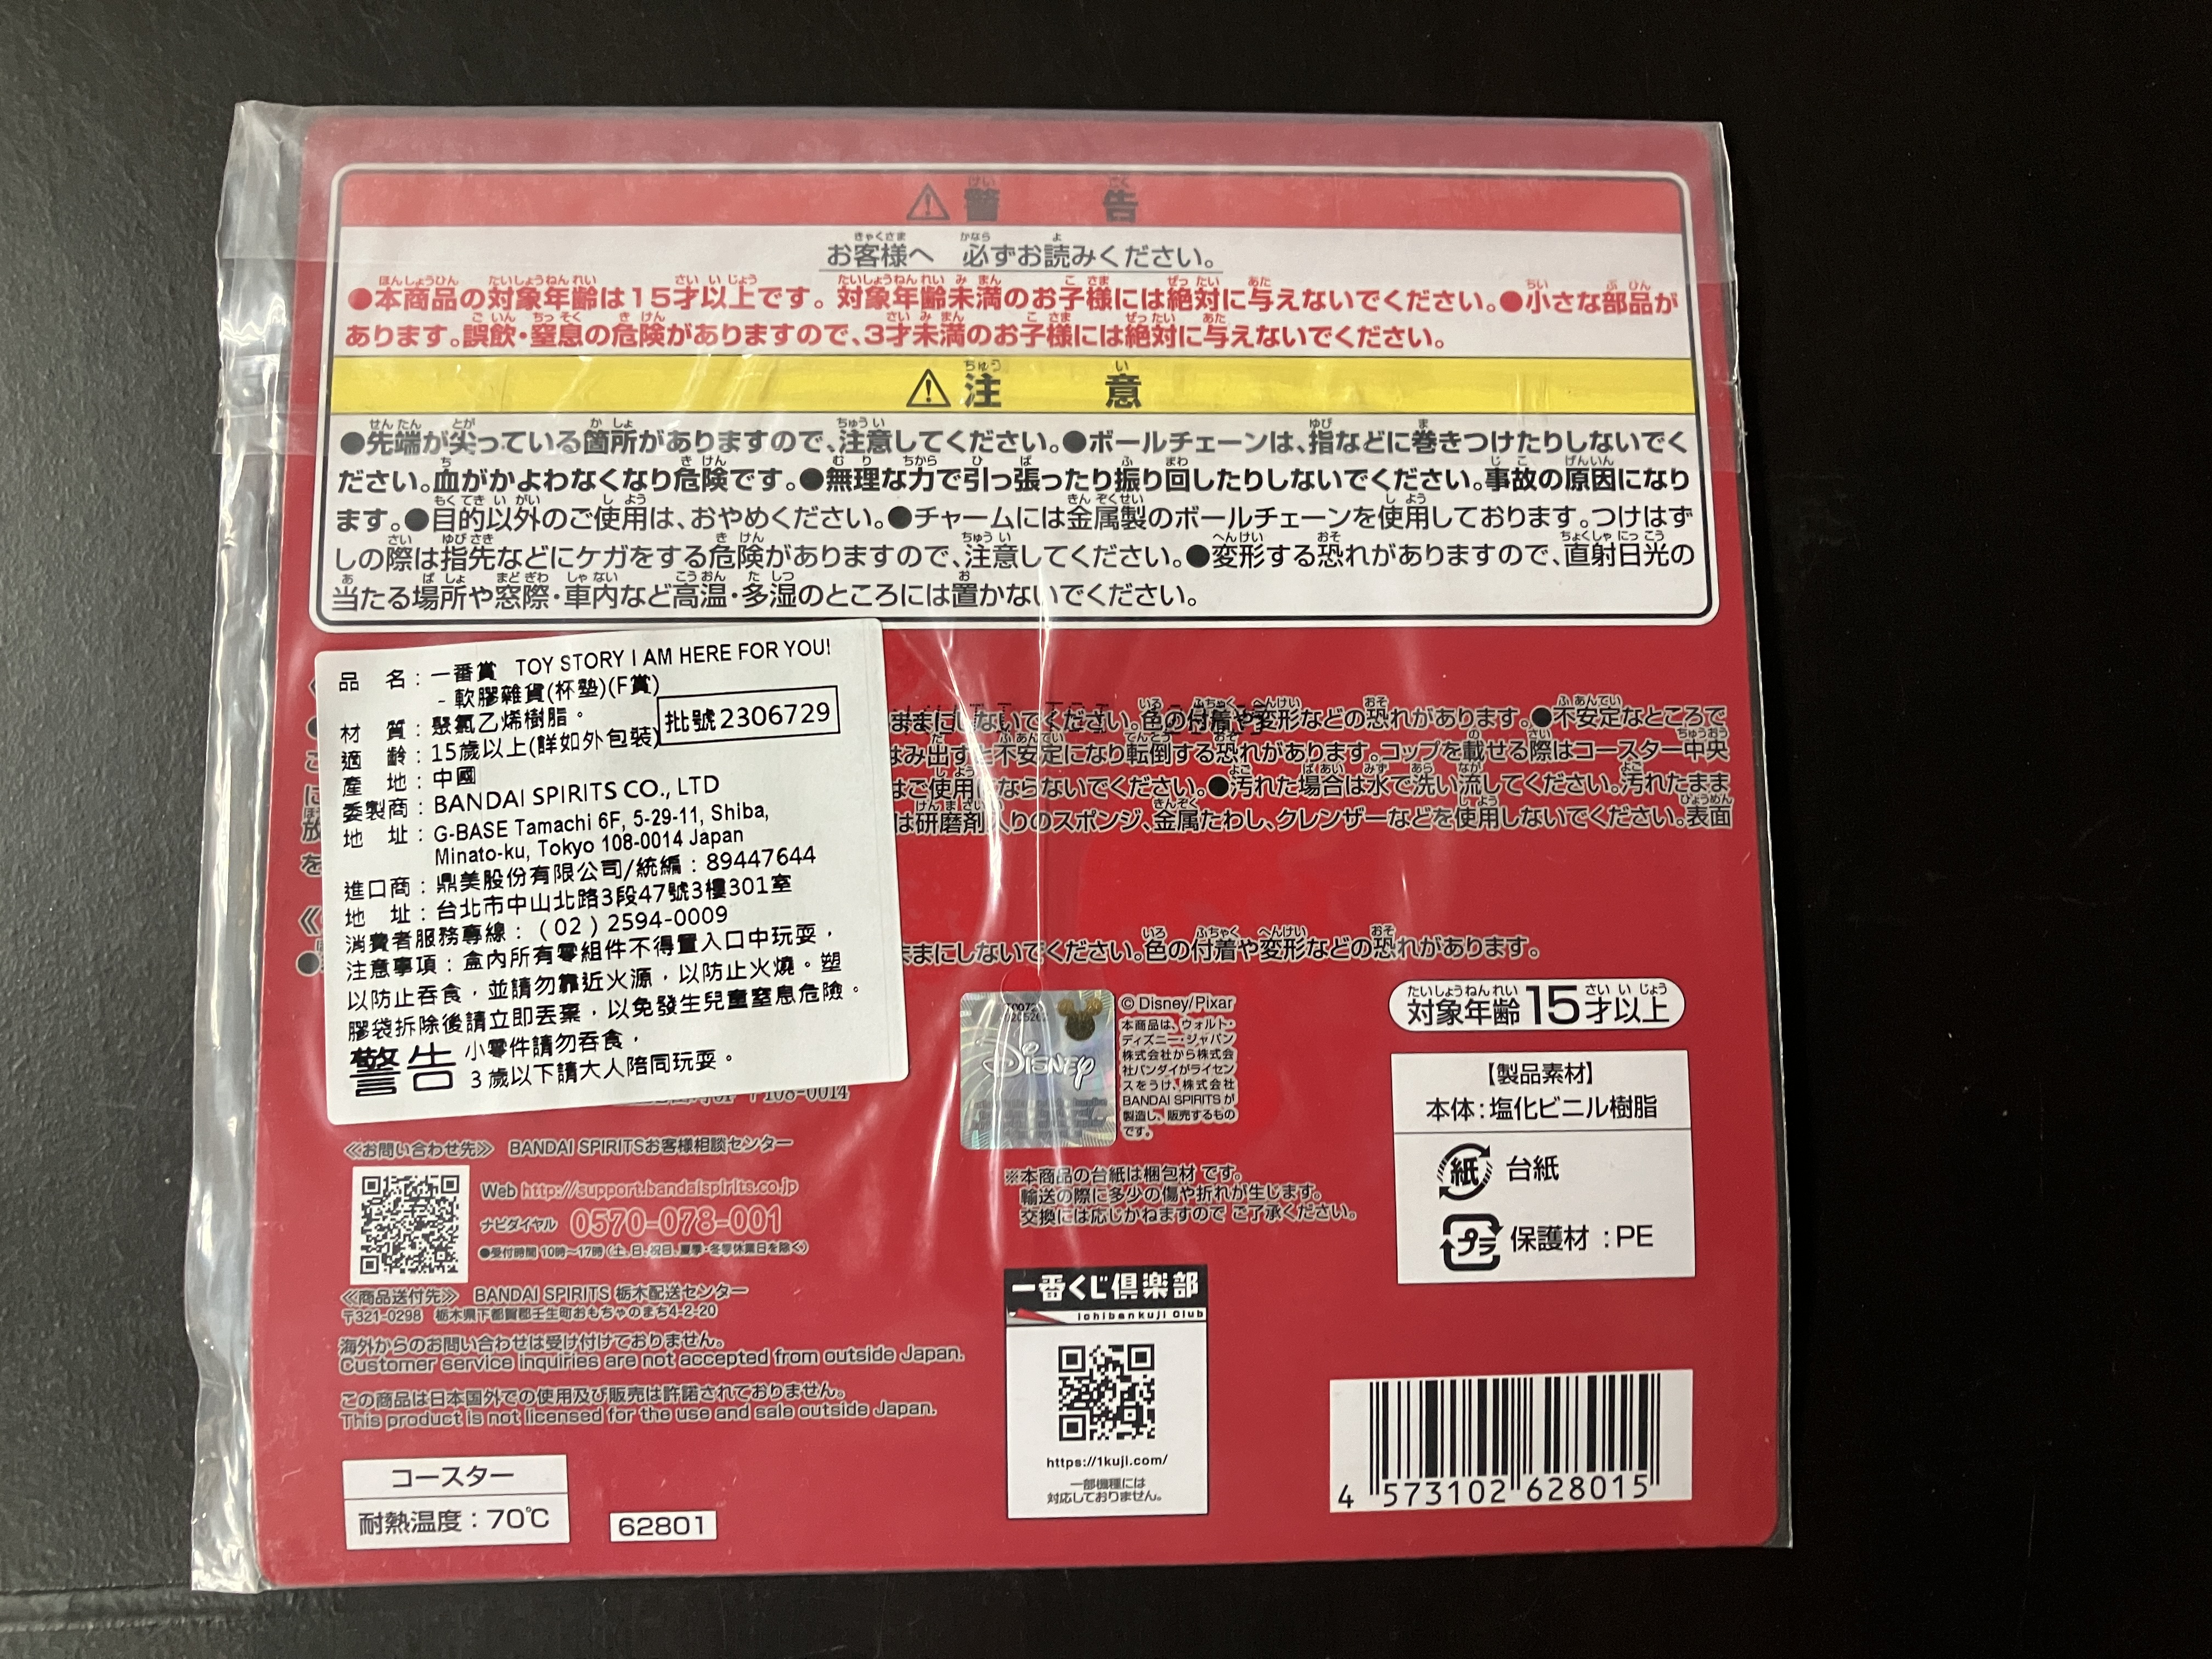 警告
お客様へ 必ずお読みください。
●本商品の対象年齢は15才以上です。対象年齢未満のお子様には絶対に与えないでください。●小さな部品が
あります。誤飲・窒息の危険がありますので、3才未満のお子様には絶対に与えないでください。
注意
●先端が尖っている箇所がありますので、注意してください。●ボールチェーンは、指などに巻きつけたりしないでく
ださい。血がかよわなくなり危険です。●無理な力で引っ張ったり振り回したりしないでください。事故の原因になり
ます。●目的以外のご使用は、おやめください。●チャームには金属製のボールチェーンを使用しております。つけはず
しの際は指先などにケガをする危険がありますので、注意してください。●変形する恐れがありますので、直射日光の
当たる場所や窓際・車内など高温・多湿のところには置かないでください。
品 名：一番賞 TOY STORY I AM HERE FOR YOU!
- 軟膠雜貨(杯墊)(F賞)
材 質：聚氯乙烯樹脂。
批號2306729
適 齡：15歲以上(詳如外包裝)
產 地：中國
委製商：BANDAI SPIRITS CO., LTD
地 址：G-BASE Tamachi 6F, 5-29-11, Shiba,
Minato-ku, Tokyo 108-0014 Japan
進口商：鼎美股份有限公司/統編：89447644
地 址：台北市中山北路3段47號3樓301室
消費者服務專線：(02)2594-0009
注意事項：盒內所有零組件不得置入口中玩耍，
以防止吞食，並請勿靠近火源，以防止火燒。塑
膠袋拆除後請立即丟棄，以免發生兒童窒息危險。
警告 小零件請勿吞食，
3歲以下請大人陪同玩耍。
ままにしないでください。色の付着や変形などの恐れがあります。●不安定なところで
はみ出すと不安定になり転倒する恐れがあります。コップを載せる際はコースター中央
はご使用にならないでください。●汚れた場合は水で洗い流してください。汚れたまま
は研磨剤入りのスポンジ、金属たわし、クレンザーなどを使用しないでください。表面
ままにしないでください。色の付着や変形などの恐れがあります。
〒108-0014
Disney
© Disney/Pixar
本商品は、ウォルト・
ディズニー・ジャパン
株式会社から株式会
社バンダイがライセン
スをうけ、株式会社
BANDAI SPIRITSが
製造し、販売するもの
です。
対象年齢15才以上
【製品素材】
本体：塩化ビニル樹脂
紙 台紙
プラ 保護材：PE
※本商品の台紙は梱包材です。
輸送の際に多少の傷や折れが生じます。
交換には応じかねますのでご了承ください。
≪お問い合わせ先≫ BANDAI SPIRITSお客様相談センター
Web http://support.bandaispirits.co.jp
ナビダイヤル 0570-078-001
●受付時間 10時～17時(土、日、祝日、夏季・冬季休業日を除く)
≪商品送付先≫ BANDAI SPIRITS 栃木配送センター
〒321-0298 栃木県下都賀郡壬生町おもちゃのまち4-2-20
海外からのお問い合わせは受け付けておりません。
Customer service inquiries are not accepted from outside Japan.
この商品は日本国外での使用及び販売は許諾されておりません。
This product is not licensed for the use and sale outside Japan.
一番くじ倶楽部
Ichibankuji Club
https://1kuji.com/
一部機種には
対応しておりません。
コースター
耐熱温度：70℃
62801
4 573102 628015